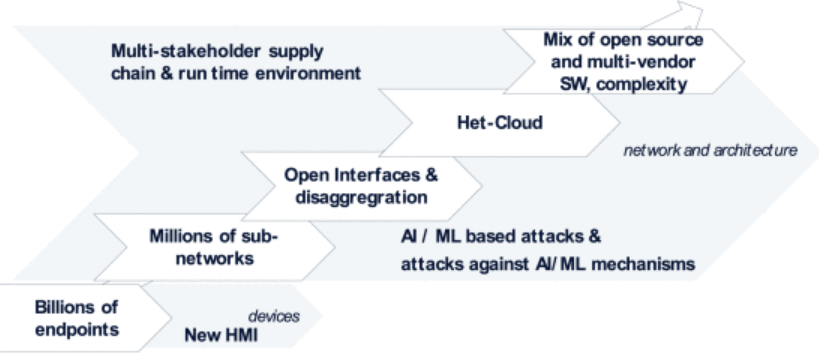 Multi-stakeholder supply
chain & run time environment
Mix of open source
and multi-vendor
SW, complexity
Het-Cloud
network and architecture
Open Interfaces &
disaggregration
Millions of sub-
networks
AI / ML based attacks &
attacks against AI/ML mechanisms
Billions of
endpoints
devices
New HMI